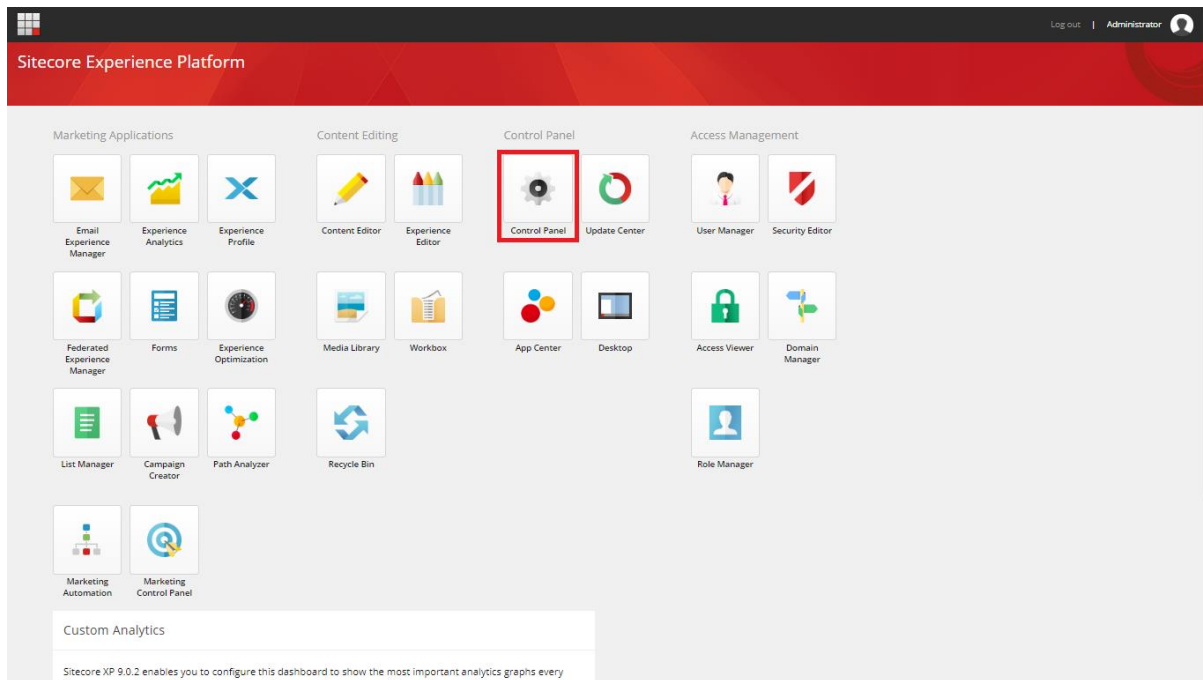 Log out | Administrator
Sitecore Experience Platform
Marketing Applications
Email
Experience
Manager
Experience
Analytics
Experience
Profile
Federated
Experience
Manager
Forms
Experience
Optimization
List Manager
Campaign
Creator
Path Analyzer
Marketing
Automation
Marketing
Control Panel
Content Editing
Content Editor
Experience
Editor
Media Library
Workbox
Recycle Bin
Control Panel
Control Panel
Update Center
App Center
Desktop
Access Management
User Manager
Security Editor
Access Viewer
Domain
Manager
Role Manager
Custom Analytics
Sitecore XP 9.0.2 enables you to configure this dashboard to show the most important analytics graphs every